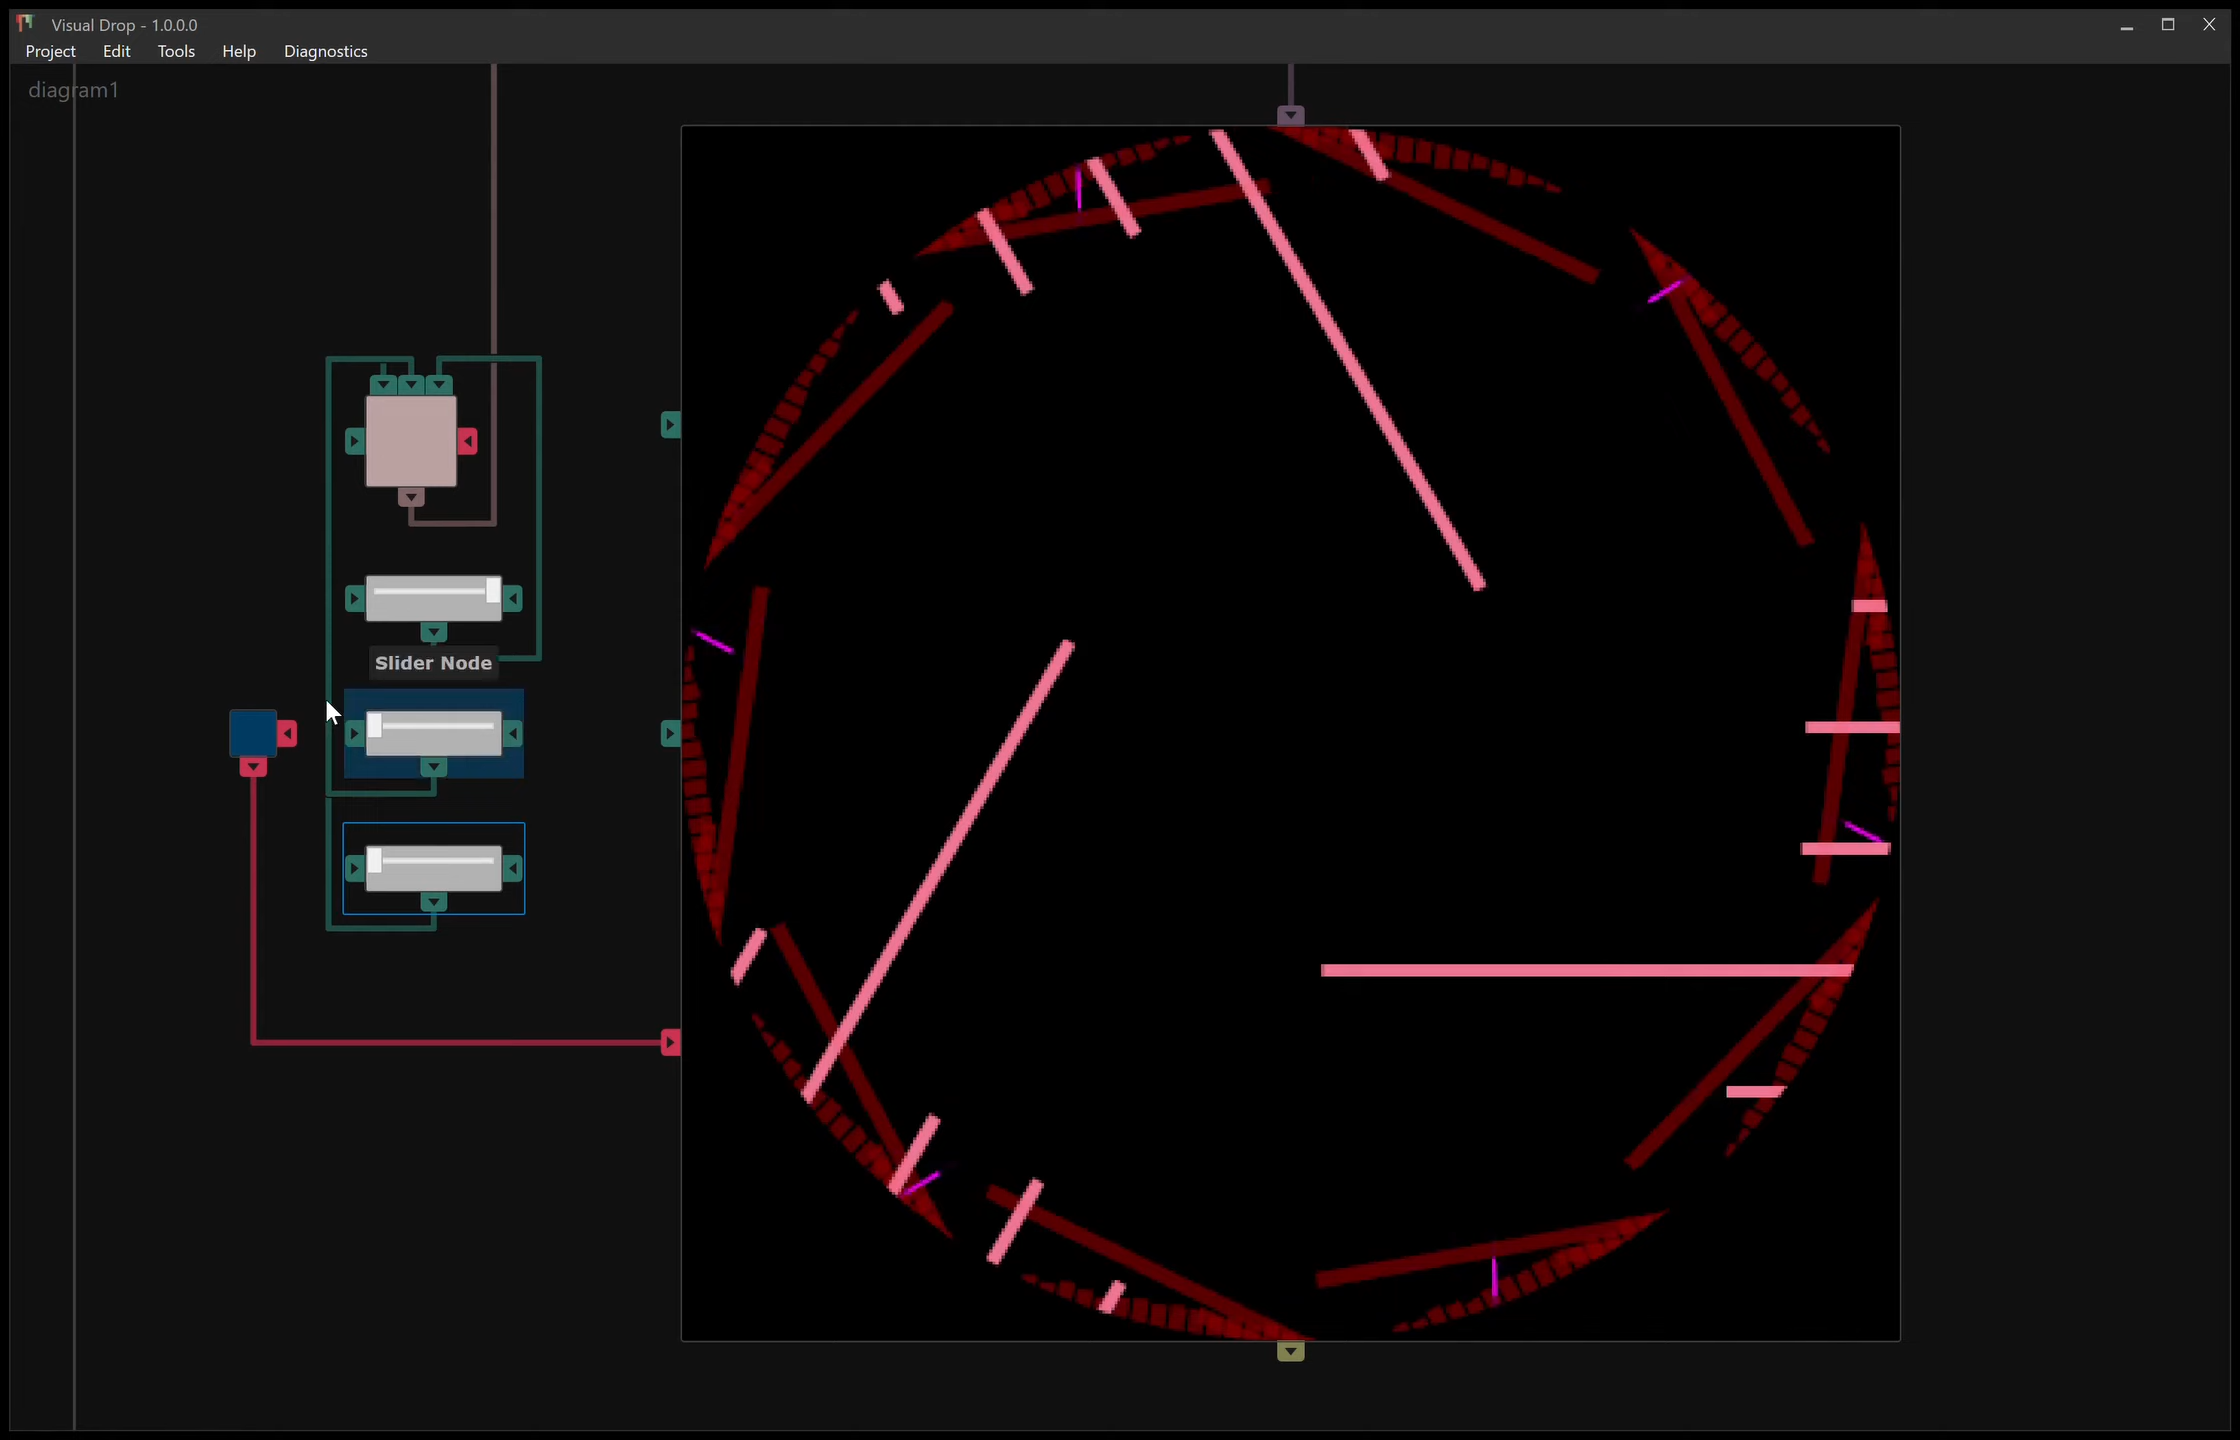 Visual Drop - 1.0.0.0
Project Edit Tools Help Diagnostics
diagram1
Slider Node